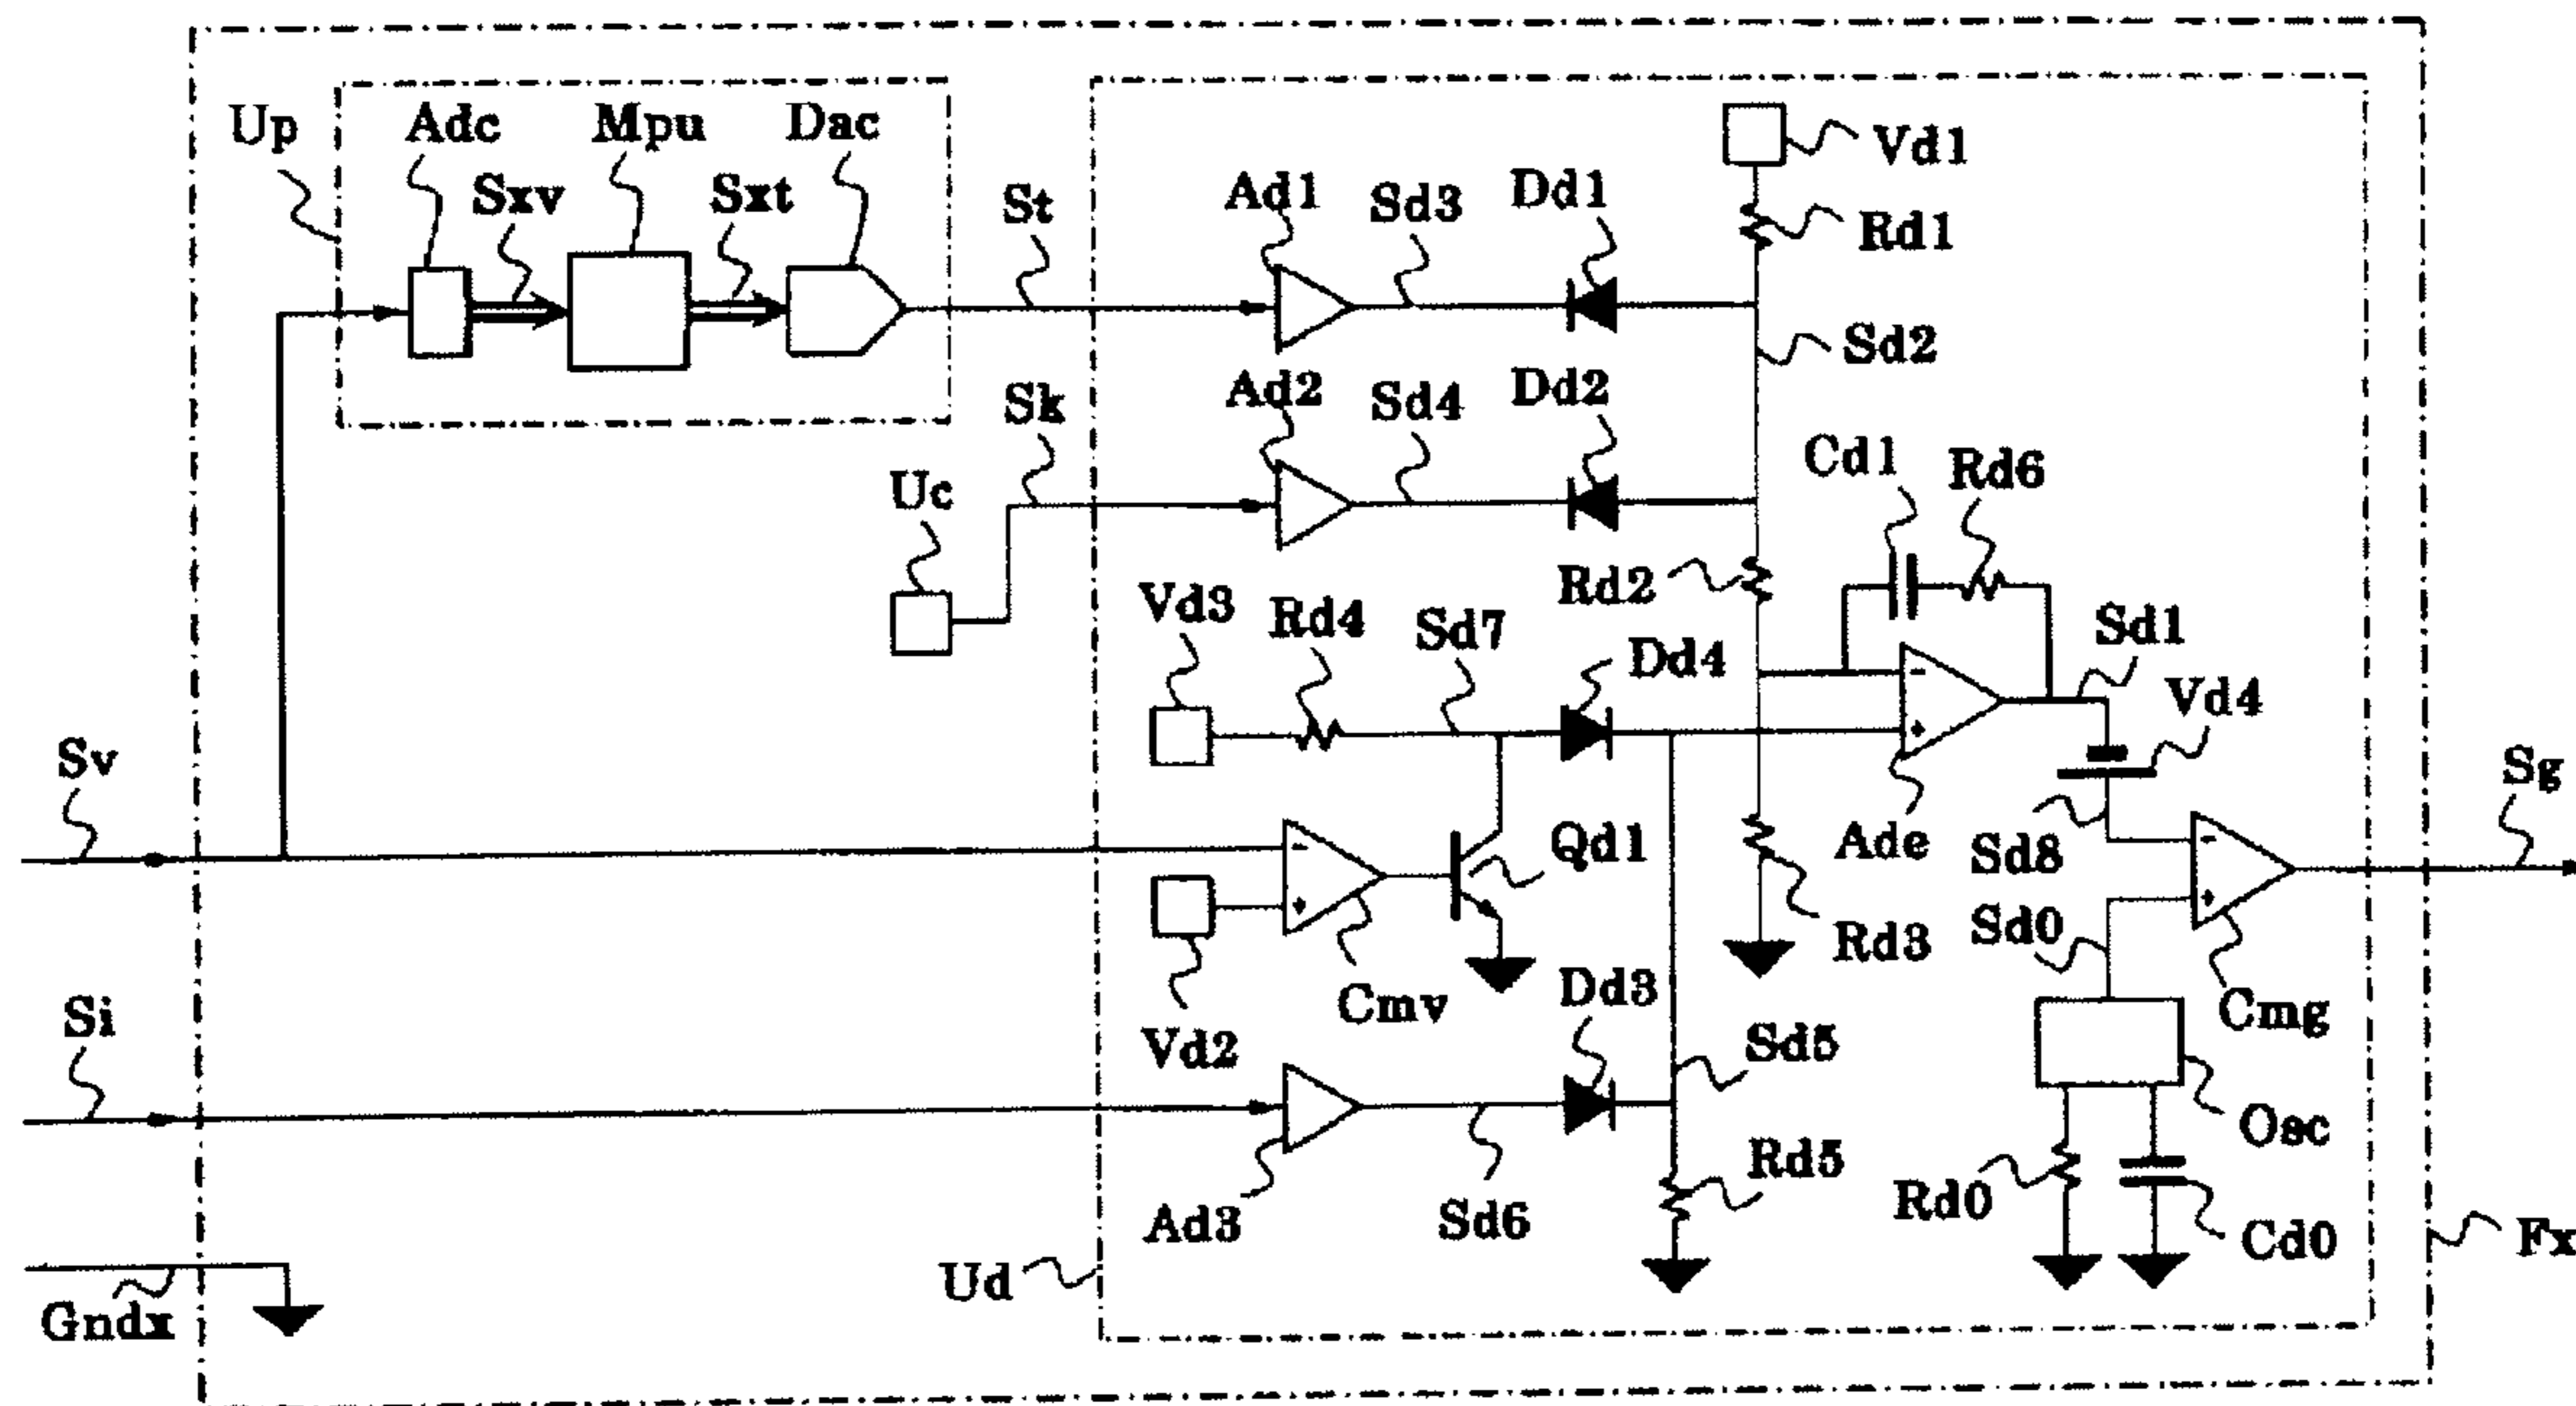 Up Adc Mpu Dac
Sxv Sxt St Ad1 Sd3 Dd1 Vd1
Rd1
Sd2
Sk Ad2 Sd4 Dd2
Uc Cd1 Rd6
Vd3 Rd4 Sd7 Rd2 Dd4 Sd1
Vd4
Sv Qd1 Ade Sd8 Sg
- +
- +
- +
Vd2 Cmv Dd3 Rd3 Sd0 Cmg
Si Sd5 Osc
Ad3 Sd6 Rd5 Rd0 Cd0
Gndx Ud Fx